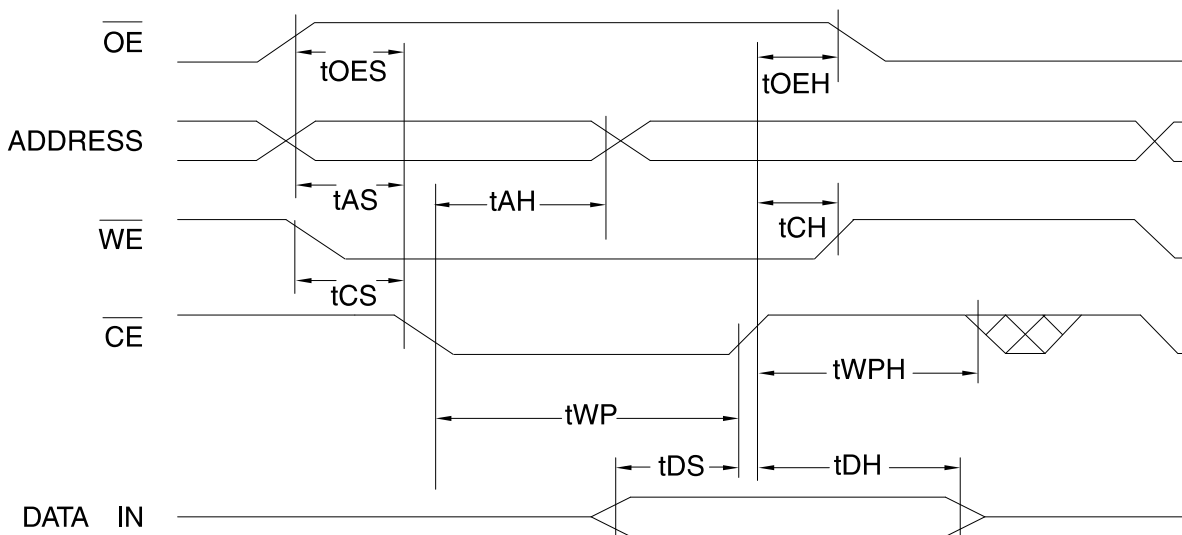 OE
tOES
tOEH
ADDRESS
tAS
tAH
tCH
WE
tCS
CE
tWPH
tWP
tDS
tDH
DATA IN